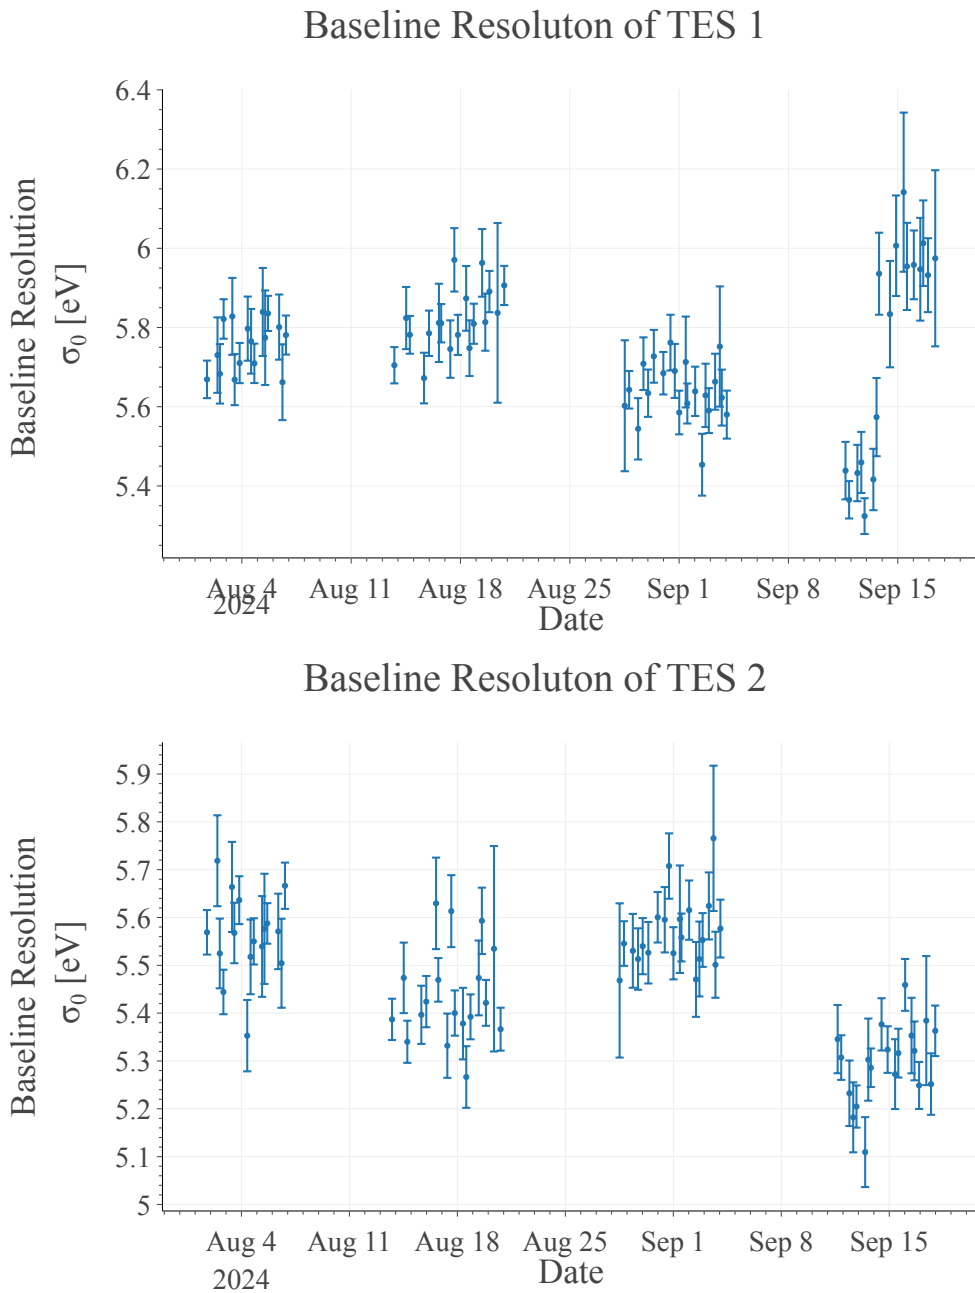 Baseline Resoluton of TES 1
6.4
6.2
6
5.8
5.6
5.4
Baseline Resolution
σ0 [eV]
Aug 4 Aug 11 Aug 18 Aug 25 Sep 1 Sep 8 Sep 15
2024
Date
Baseline Resoluton of TES 2
5.9
5.8
5.7
5.6
5.5
5.4
5.3
5.2
5.1
5
Baseline Resolution
σ0 [eV]
Aug 4 Aug 11 Aug 18 Aug 25 Sep 1 Sep 8 Sep 15
2024
Date